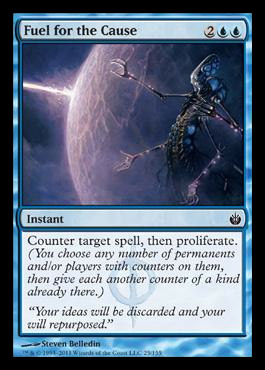 Fuel for the Cause 2
Instant
Counter target spell, then proliferate.
(You choose any number of permanents
and/or players with counters on them,
then give each another counter of a kind
already there.)
“Your ideas will be discarded and your
will repurposed.”
Steven Belledin
™ & © 1993–2011 Wizards of the Coast LLC 25/155